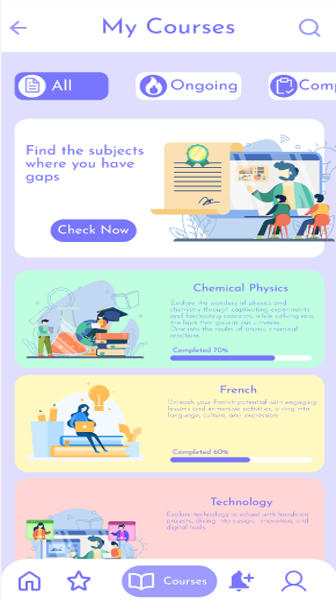 My Courses
All
Ongoing
Comp
Find the subjects
where you have
gaps
Check Now
Chemical Physics
Explore the wonders of physics and
chemistry through captivating experiments
and fascinating concepts, while delving into
the laws that govern our universe.
Dive into the realm of atomic, chemical
reactions.
Completed 70%
French
Unleash your French potential with engaging
lessons and immersive activities, diving into
language, culture, and expression.
Completed 60%
Technology
Explore technology in school with hands-on
projects, diving into design, innovation, and
digital tools.
Courses